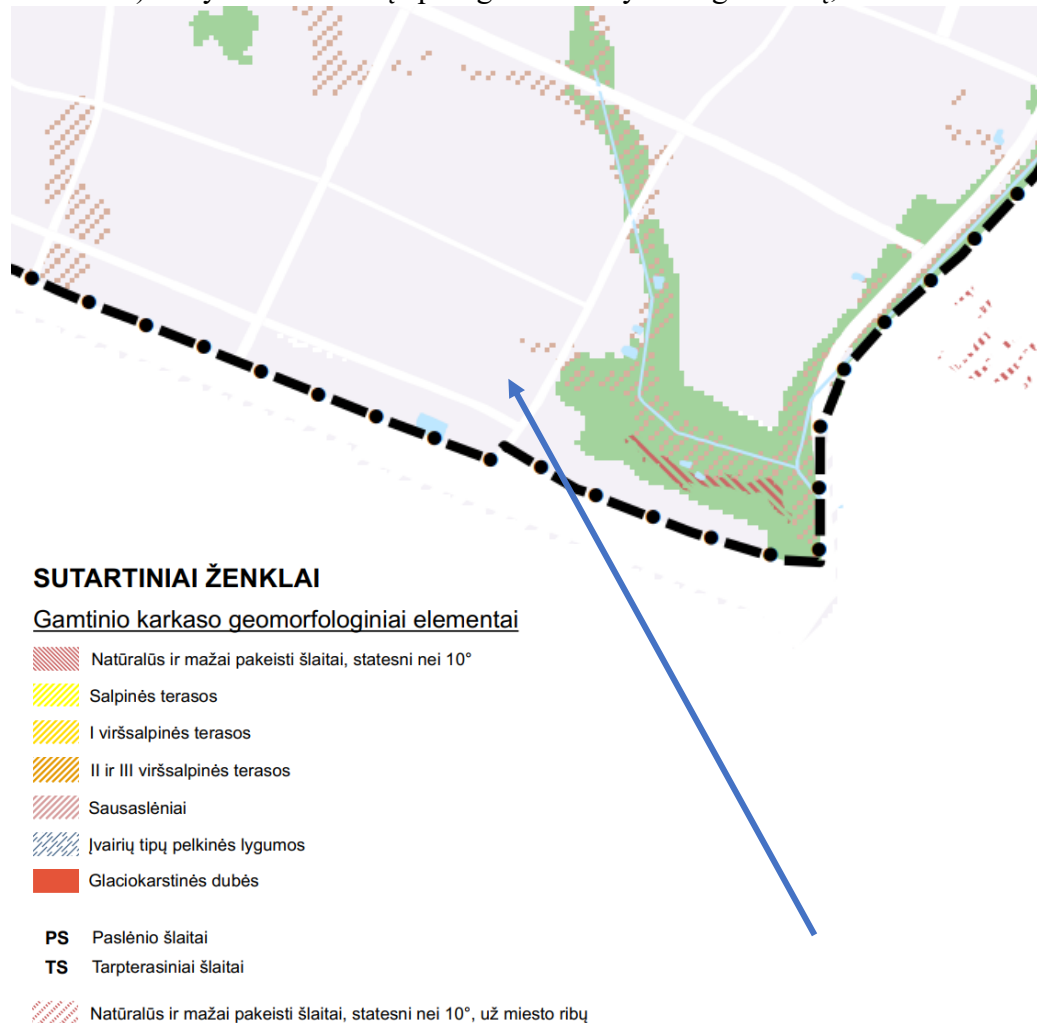 SUTARTINIAI ŽENKLAI
Gamtinio karkaso geomorfologiniai elementai
Natūralūs ir mažai pakeisti šlaitai, statesni nei 10°
Salpinės terasos
I viršsalpinės terasos
II ir III viršsalpinės terasos
Sausaslėniai
Įvairių tipų pelkinės lygumos
Glaciokarstinės dubės
PS Paslėnio šlaitai
TS Tarpterasiniai šlaitai
Natūralūs ir mažai pakeisti šlaitai, statesni nei 10°, už miesto ribų